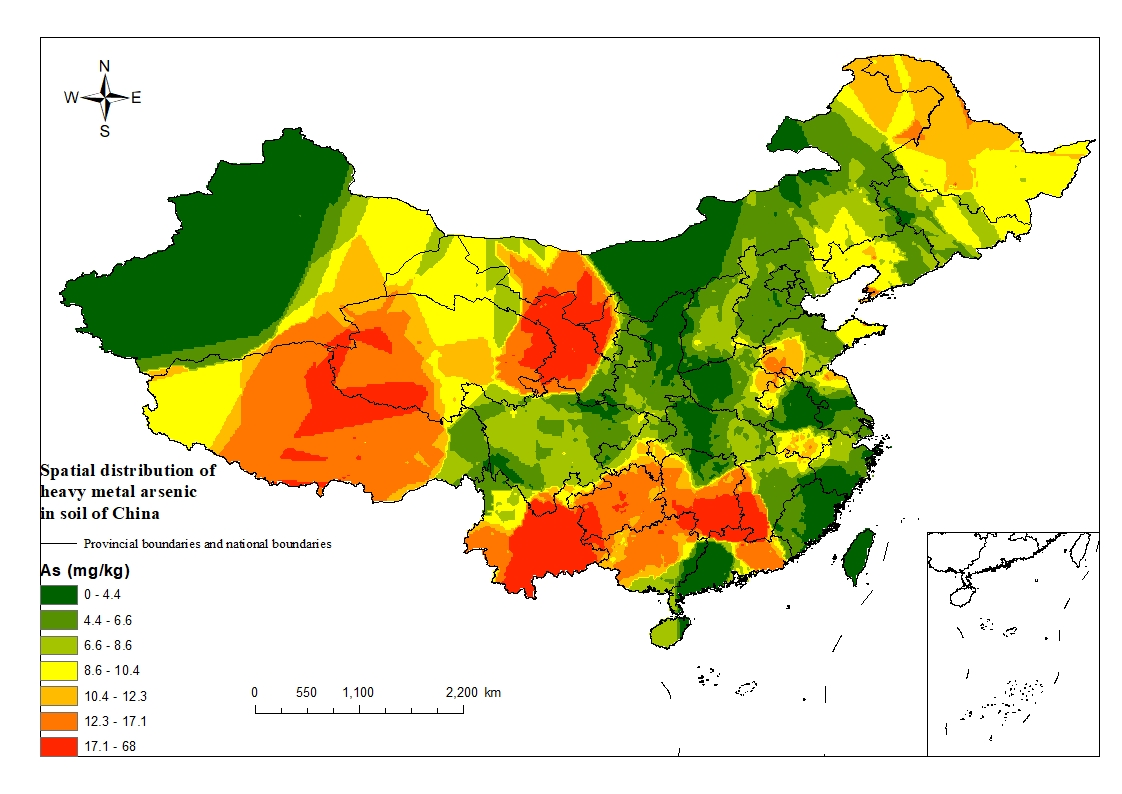 N
W E
S
Spatial distribution of
heavy metal arsenic
in soil of China
Provincial boundaries and national boundaries
As (mg/kg)
0 - 4.4
4.4 - 6.6
6.6 - 8.6
8.6 - 10.4
10.4 - 12.3
12.3 - 17.1
17.1 - 68
0 550 1,100 2,200 km